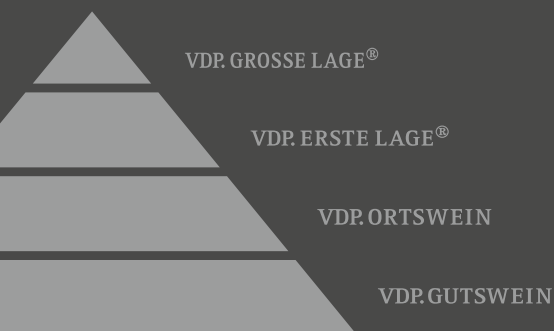 VDP. GROSSE LAGE®
VDP. ERSTE LAGE®
VDP. ORTSWEIN
VDP. GUTSWEIN